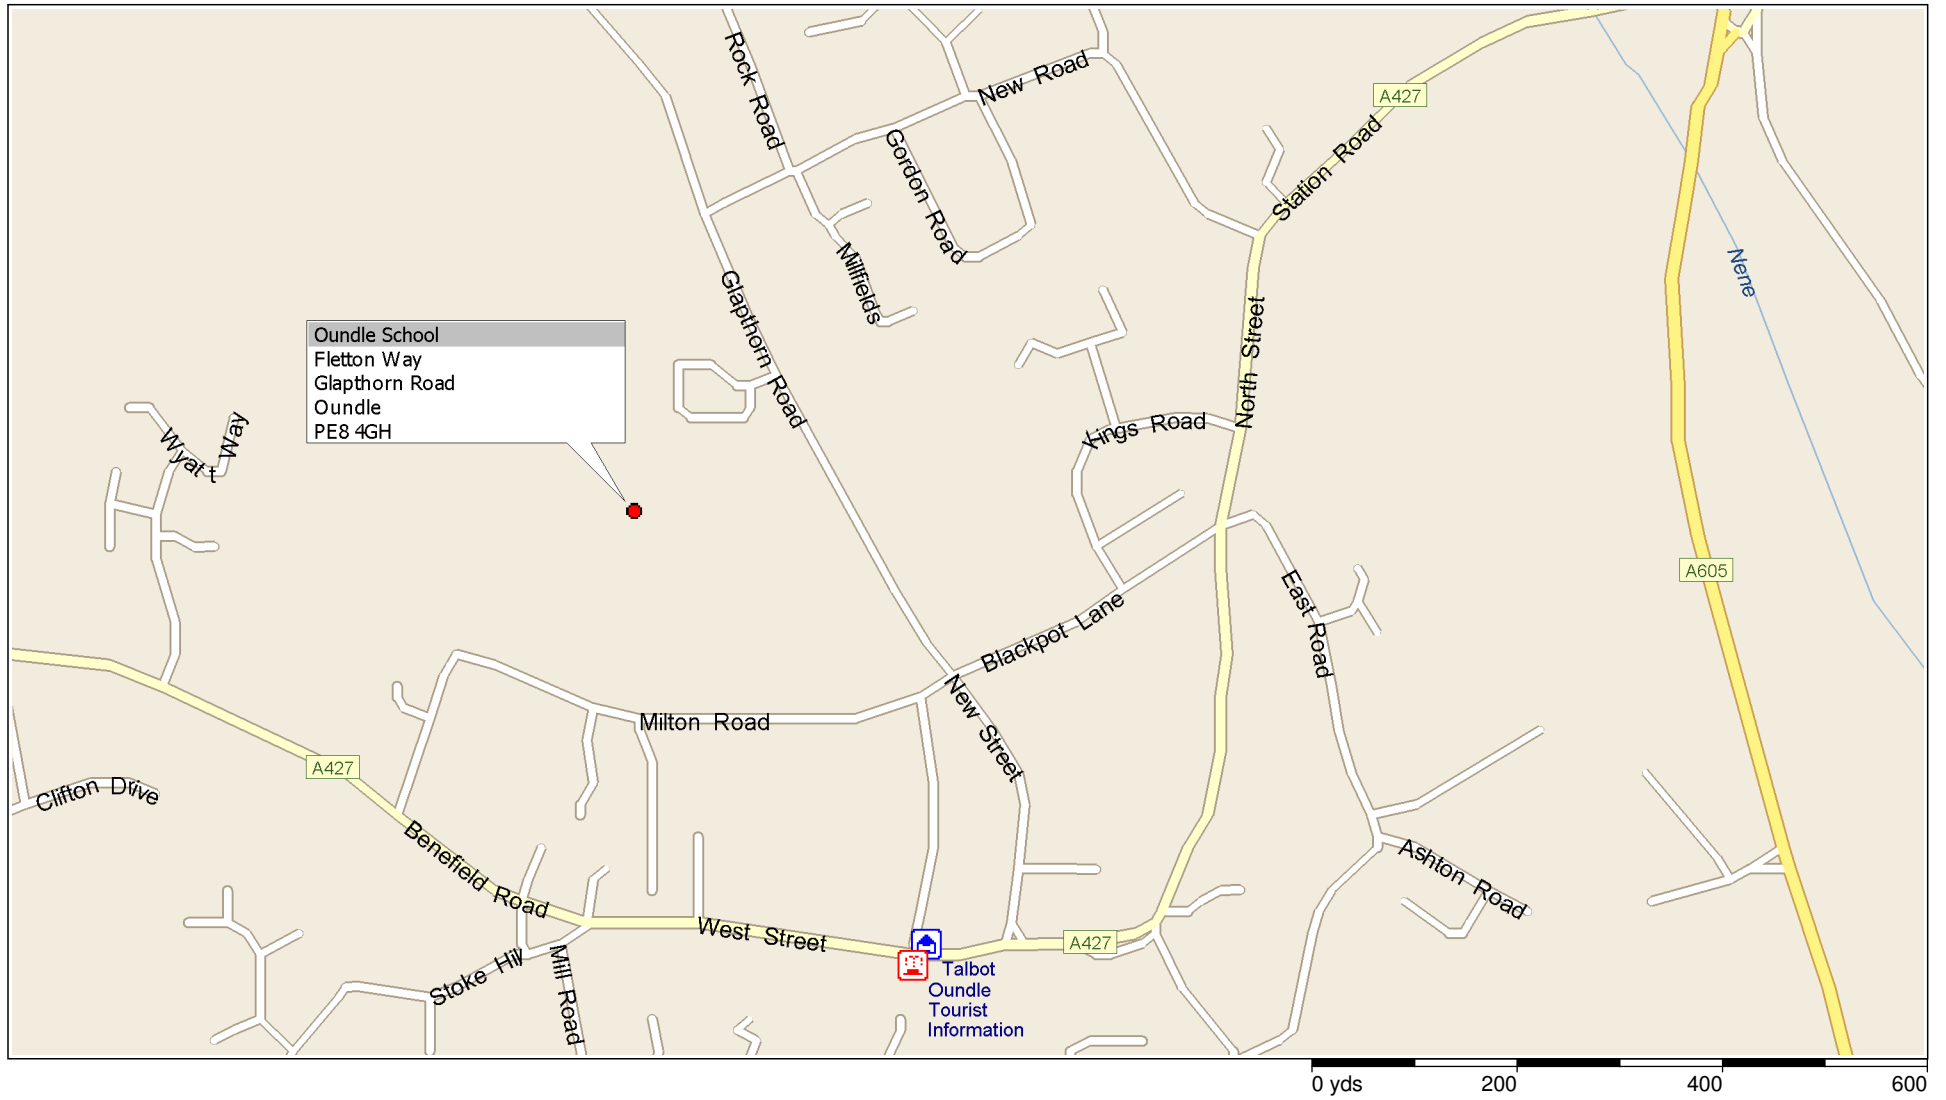 Rock Road
New Road
A427
Station Road
Gordon Road
Millfields
Nene
Glapthorn Road
North Street
Oundle School
Fletton Way
Glapthorn Road
Oundle
PE8 4GH
Wyatt Way
Kings Road
A605
East Road
Blackpot Lane
New Street
Milton Road
A427
Clifton Drive
Benefield Road
Ashton Road
West Street
A427
Stoke Hill
Mill Road
Talbot
Oundle
Tourist
Information
0 yds 200 400 600